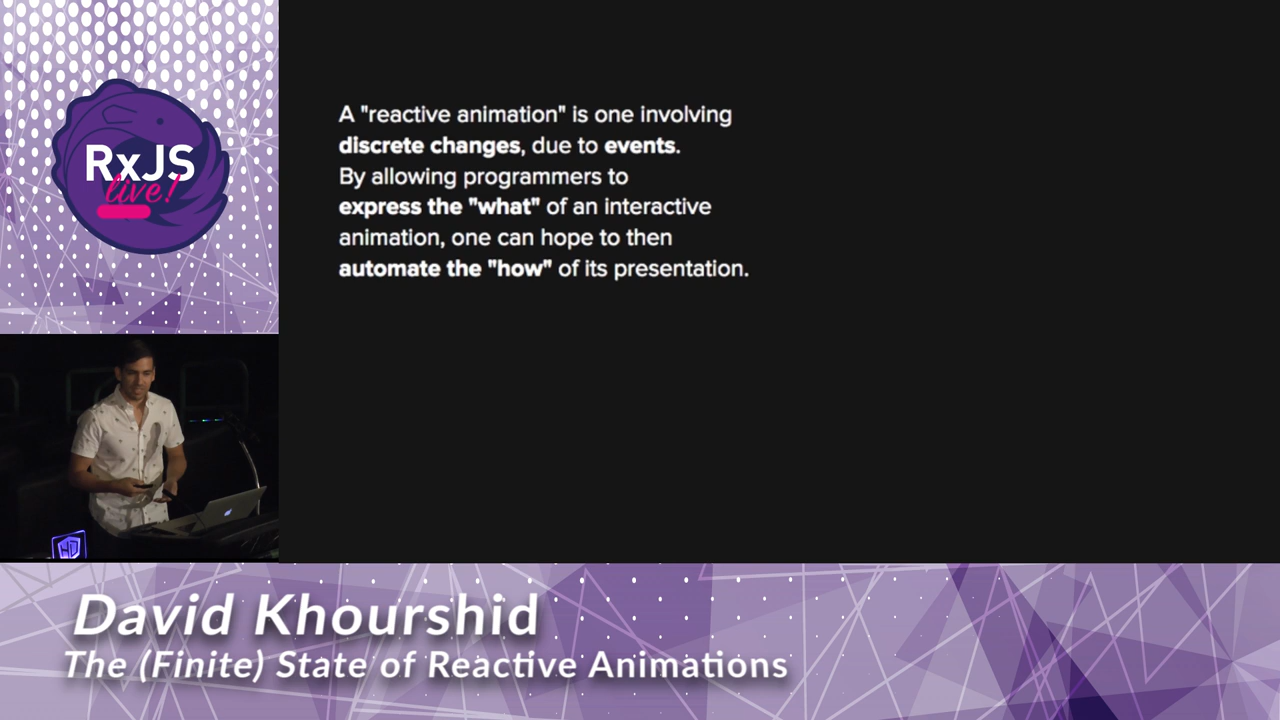 RxJS
live!
A "reactive animation" is one involving
discrete changes, due to events.
By allowing programmers to
express the "what" of an interactive
animation, one can hope to then
automate the "how" of its presentation.
HD
David Khourshid
The (Finite) State of Reactive Animations